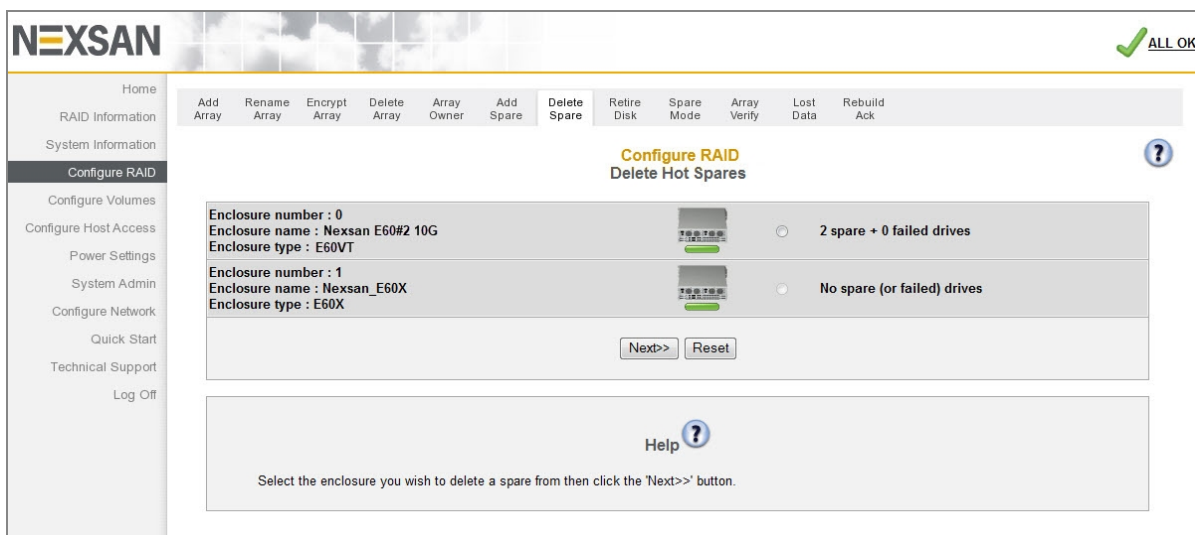 NEXSAN
ALL OK
Home
RAID Information
System Information
Configure RAID
Configure Volumes
Configure Host Access
Power Settings
System Admin
Configure Network
Quick Start
Technical Support
Log Off
Add Array
Rename Array
Encrypt Array
Delete Array
Array Owner
Add Spare
Delete Spare
Retire Disk
Spare Mode
Array Verify
Lost Data
Rebuild Ack
Configure RAID
Delete Hot Spares
?
Enclosure number : 0
Enclosure name : Nexsan E60#2 10G
Enclosure type : E60VT
2 spare + 0 failed drives
Enclosure number : 1
Enclosure name : Nexsan_E60X
Enclosure type : E60X
No spare (or failed) drives
Next>> Reset
Help ?
Select the enclosure you wish to delete a spare from then click the 'Next>>' button.